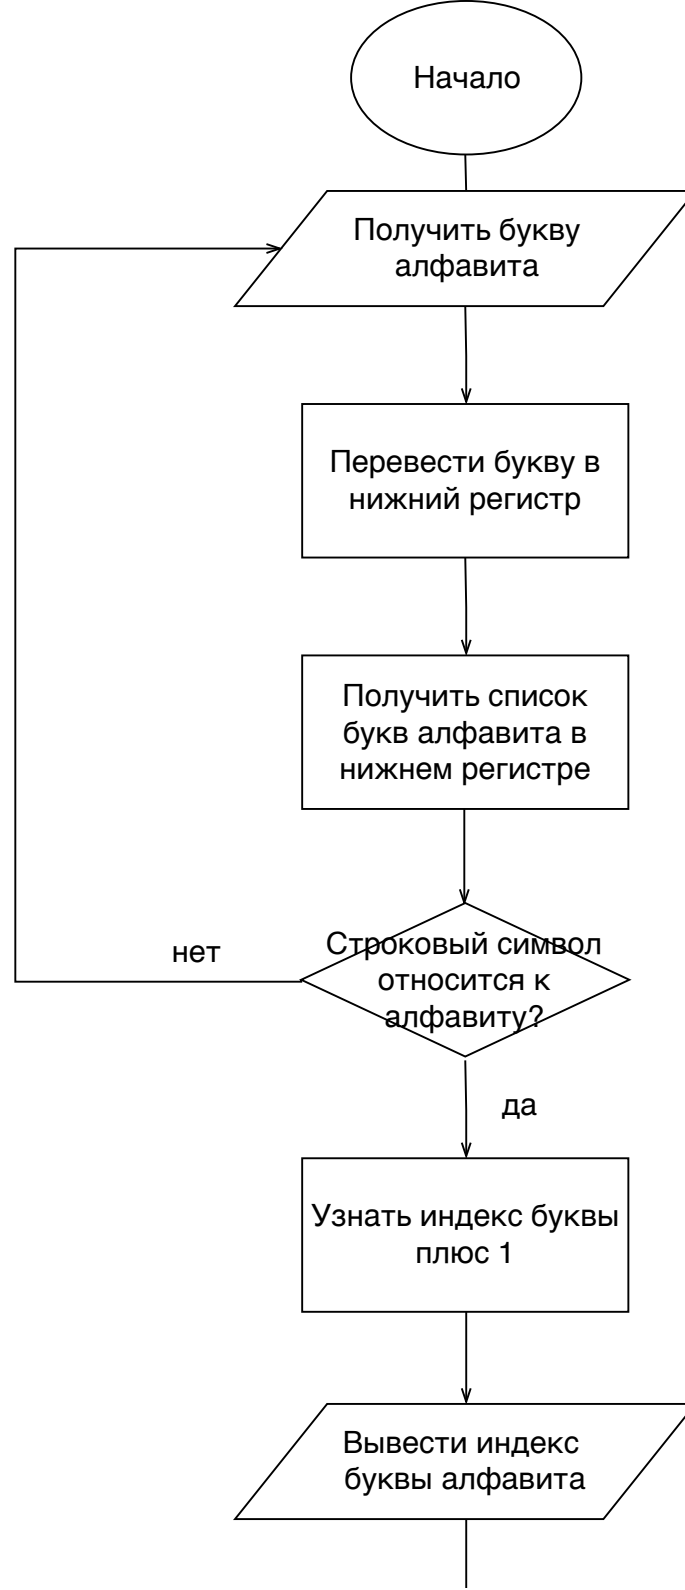 Начало
Получить букву
алфавита
Перевести букву в
нижний регистр
Получить список
букв алфавита в
нижнем регистре
нет
Строковый символ
относится к
алфавиту?
да
Узнать индекс буквы
плюс 1
Вывести индекс
буквы алфавита